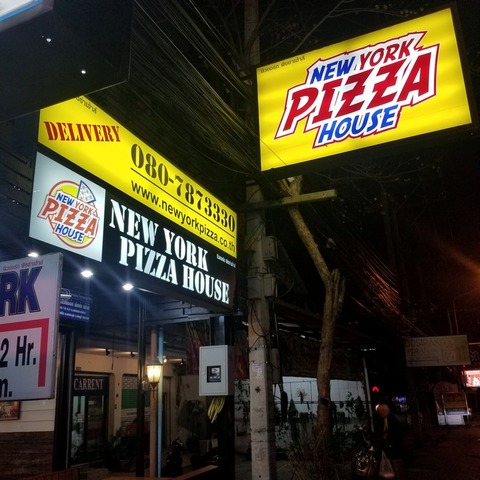 NEW YORK
PIZZA
HOUSE
DELIVERY
080-7873330
www.newyorkpizza.co.th
NEW YORK
PIZZA
HOUSE
NEW YORK
PIZZA HOUSE
RK
2 Hr.
m.
CARRENT